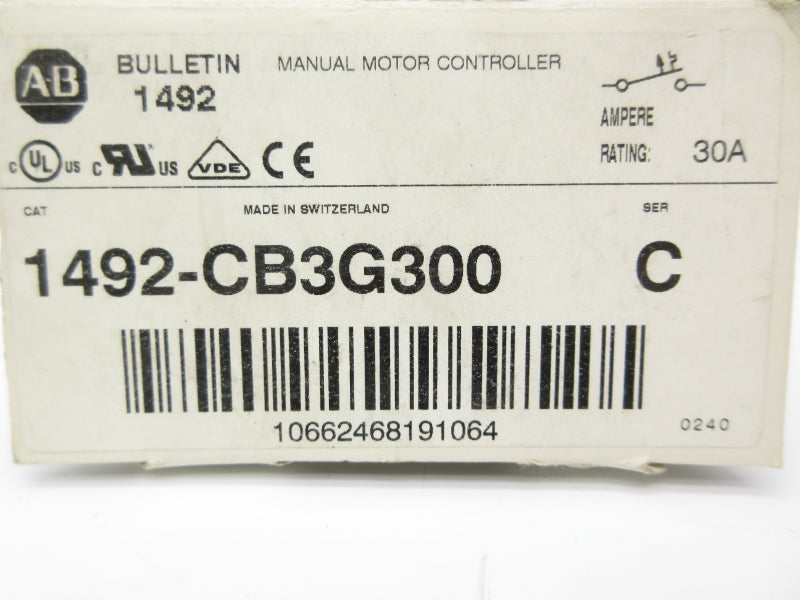 AB BULLETIN MANUAL MOTOR CONTROLLER
1492
AMPERE
RATING: 30A
c UL US c RU US VDE CE
CAT MADE IN SWITZERLAND SER
1492-CB3G300 C
10662468191064
0240